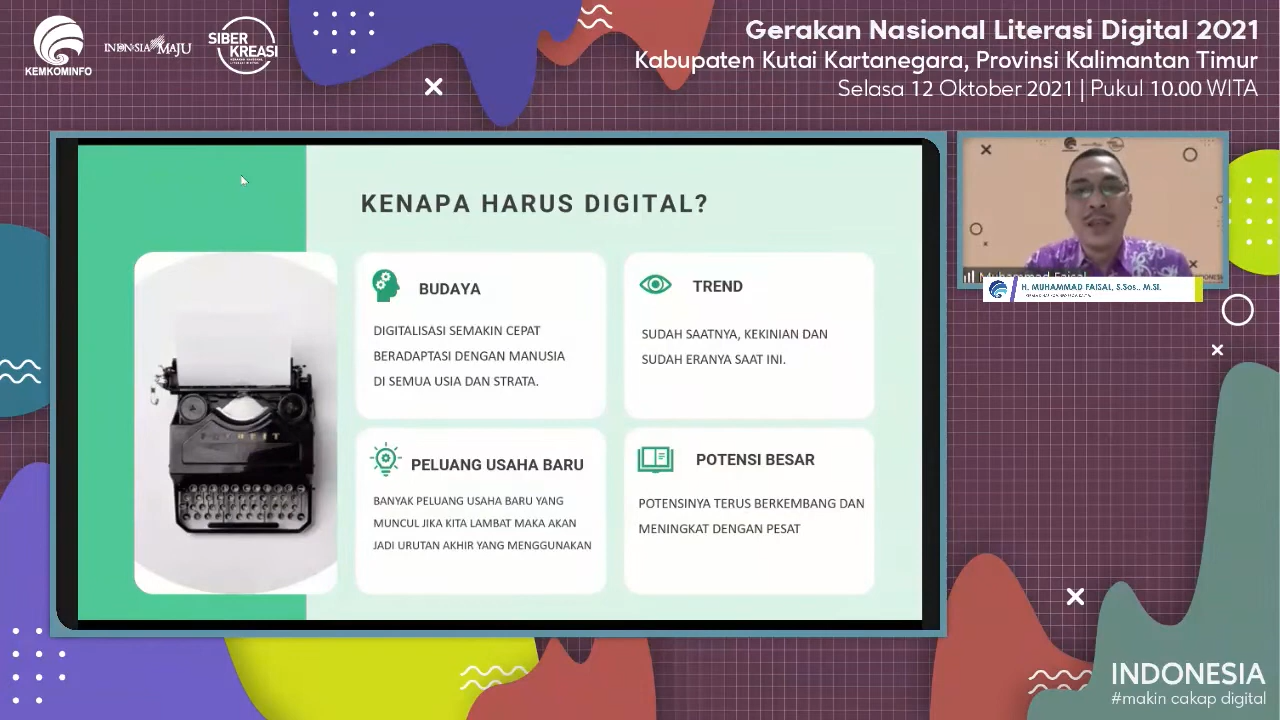 KEMKOMINFO
INDONESIA MAJU
SIBER
KREASI
Gerakan Nasional Literasi Digital 2021
Kabupaten Kutai Kartanegara, Provinsi Kalimantan Timur
Selasa 12 Oktober 2021 | Pukul 10.00 WITA
KENAPA HARUS DIGITAL?
BUDAYA
DIGITALISASI SEMAKIN CEPAT
BERADAPTASI DENGAN MANUSIA
DI SEMUA USIA DAN STRATA.
TREND
SUDAH SAATNYA, KEKINIAN DAN
SUDAH ERANYA SAAT INI.
PELUANG USAHA BARU
BANYAK PELUANG USAHA BARU YANG
MUNCUL JIKA KITA LAMBAT MAKA AKAN
JADI URUTAN AKHIR YANG MENGGUNAKAN
POTENSI BESAR
POTENSINYA TERUS BERKEMBANG DAN
MENINGKAT DENGAN PESAT
Muhammad Faisal
H. MUHAMMAD FAISAL, S.Sos., M.SI.
INDONESIA
#makin cakap digital